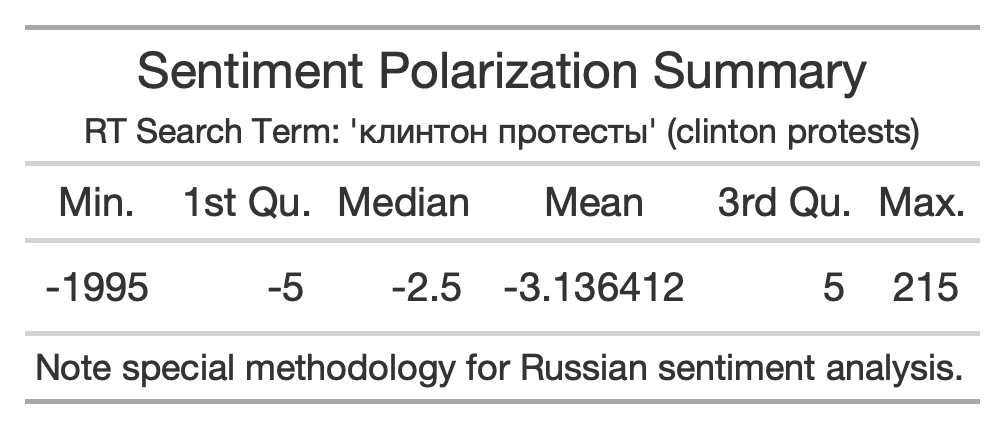 Sentiment Polarization Summary
RT Search Term: 'клинтон протесты' (clinton protests)
Min. 1st Qu. Median Mean 3rd Qu. Max.
-1995 -5 -2.5 -3.136412 5 215
Note special methodology for Russian sentiment analysis.